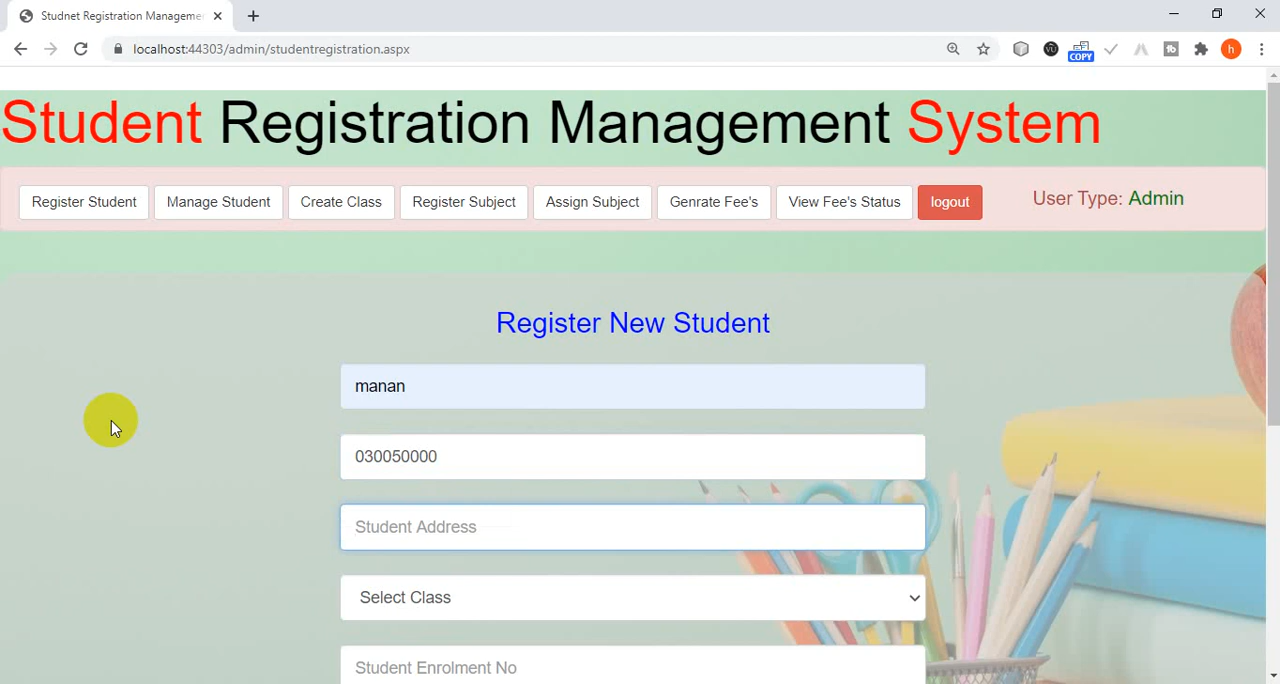 Studnet Registration Manageme
localhost:44303/admin/studentregistration.aspx
COPY
h
Student Registration Management System
Register Student Manage Student Create Class Register Subject Assign Subject Genrate Fee's View Fee's Status logout User Type: Admin
Register New Student
manan
030050000
Student Address
Select Class
Student Enrolment No